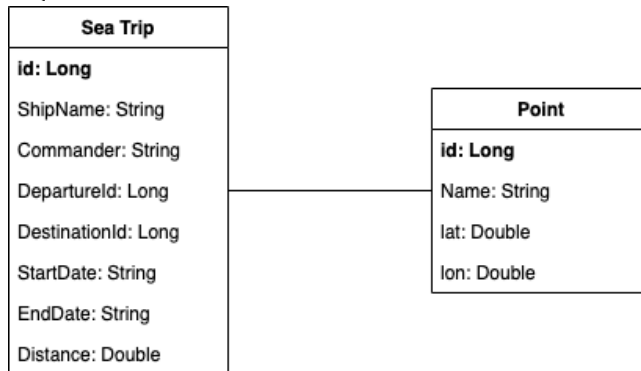 Sea Trip
id: Long
ShipName: String
Commander: String
DepartureId: Long
DestinationId: Long
StartDate: String
EndDate: String
Distance: Double
Point
id: Long
Name: String
lat: Double
lon: Double